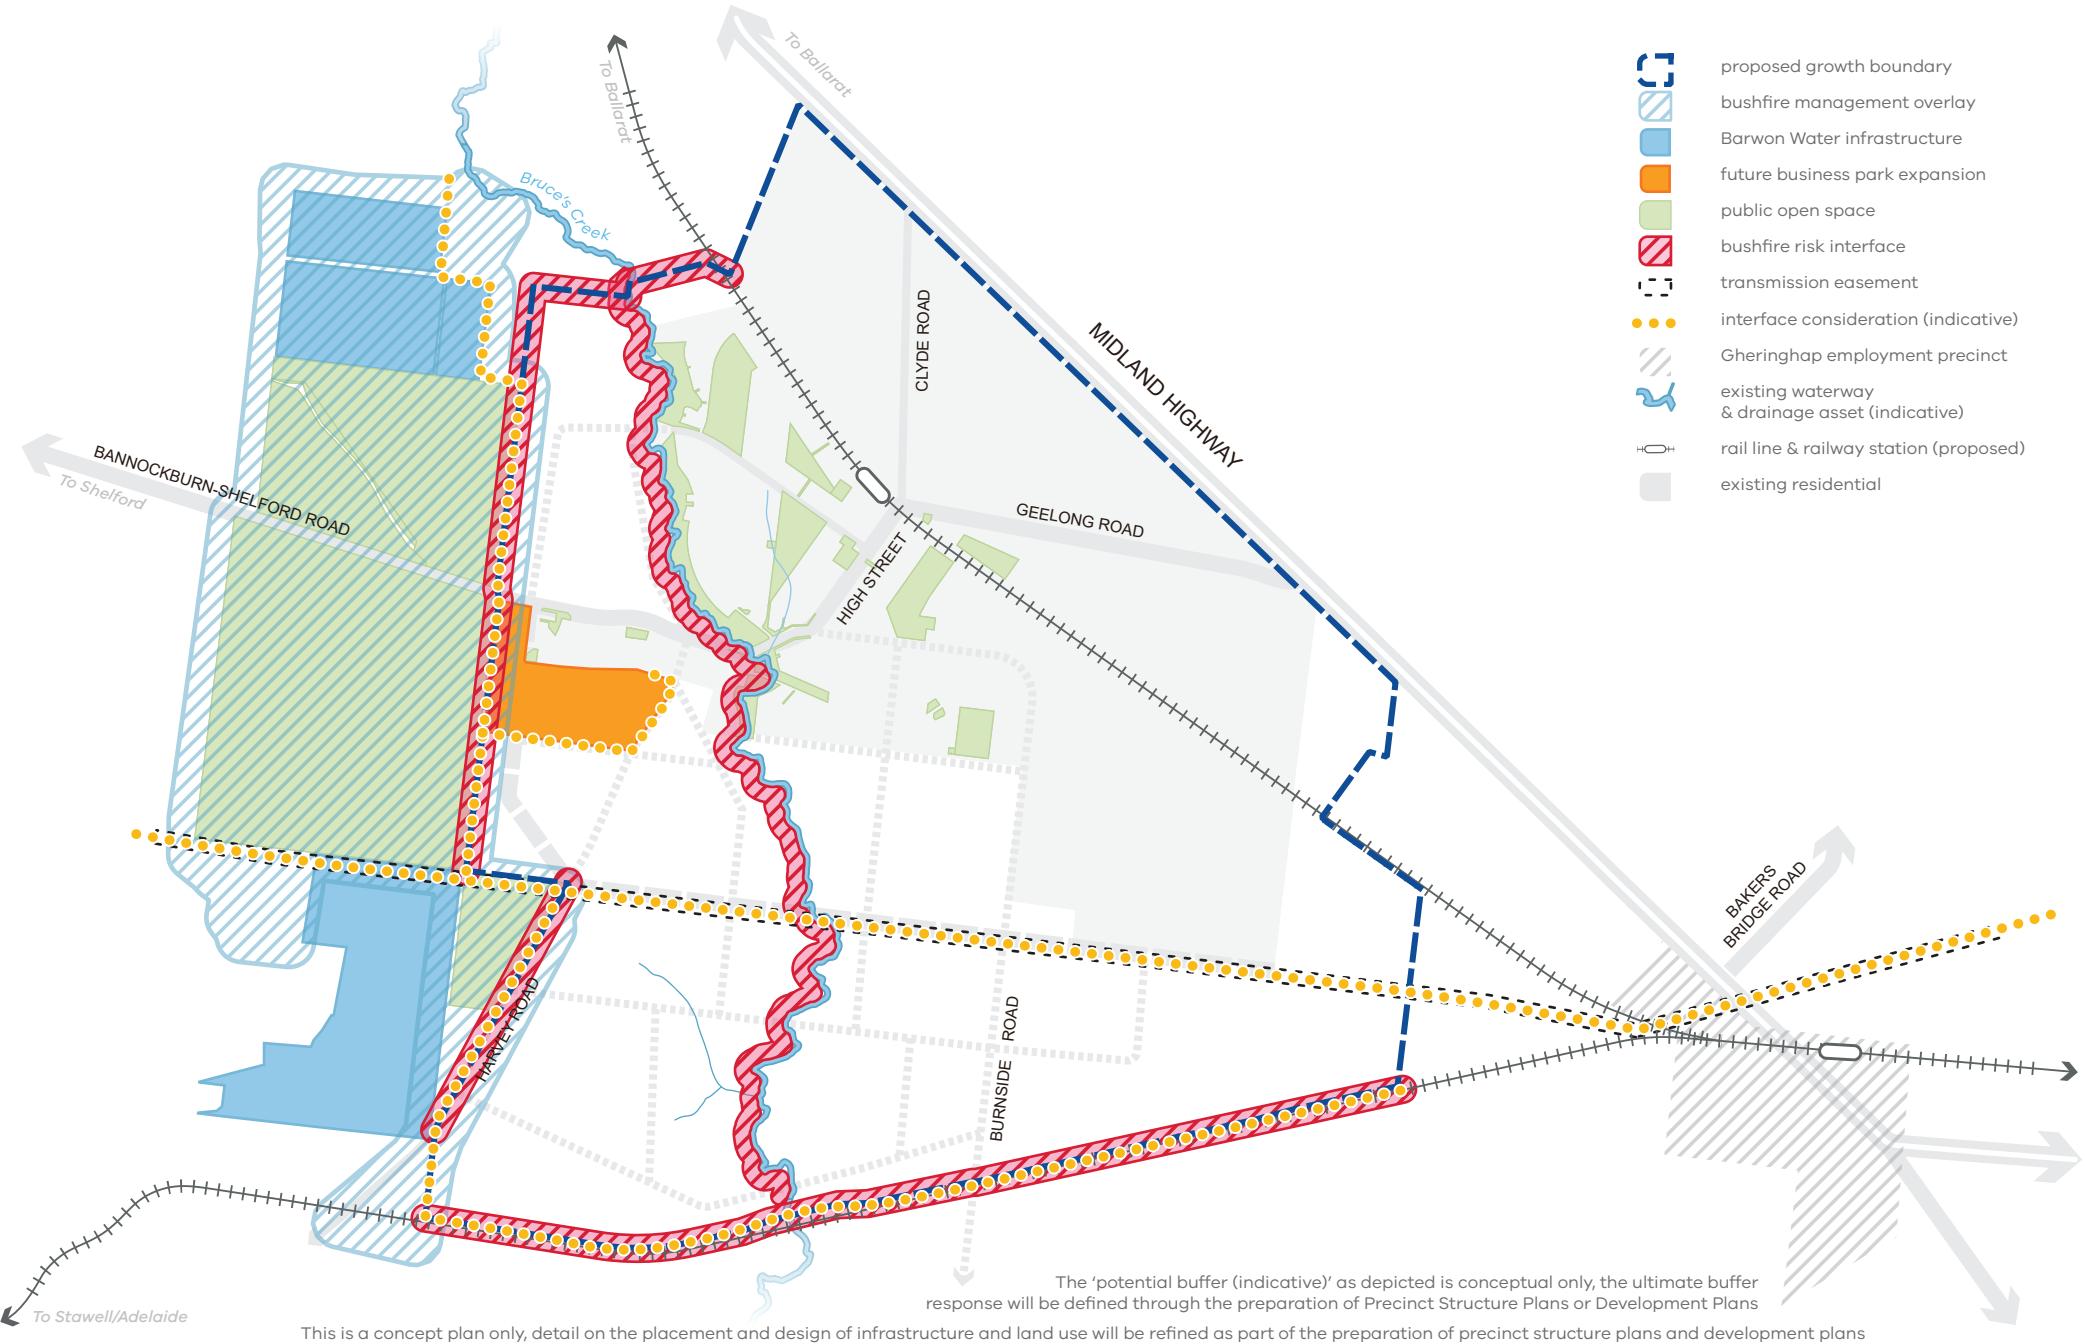 To Ballarat
To Ballarat
Bruce's Creek
CLYDE ROAD
MIDLAND HIGHWAY
BANNOCKBURN-SHELFORD ROAD
To Shelford
GEELONG ROAD
HIGH STREET
BAKERS
BRIDGE ROAD
HARVEY ROAD
BURNSIDE ROAD
To Stawell/Adelaide
proposed growth boundary
bushfire management overlay
Barwon Water infrastructure
future business park expansion
public open space
bushfire risk interface
transmission easement
interface consideration (indicative)
Gheringhap employment precinct
existing waterway
& drainage asset (indicative)
rail line & railway station (proposed)
existing residential
The ‘potential buffer (indicative)’ as depicted is conceptual only, the ultimate buffer
response will be defined through the preparation of Precinct Structure Plans or Development Plans
This is a concept plan only, detail on the placement and design of infrastructure and land use will be refined as part of the preparation of precinct structure plans and development plans